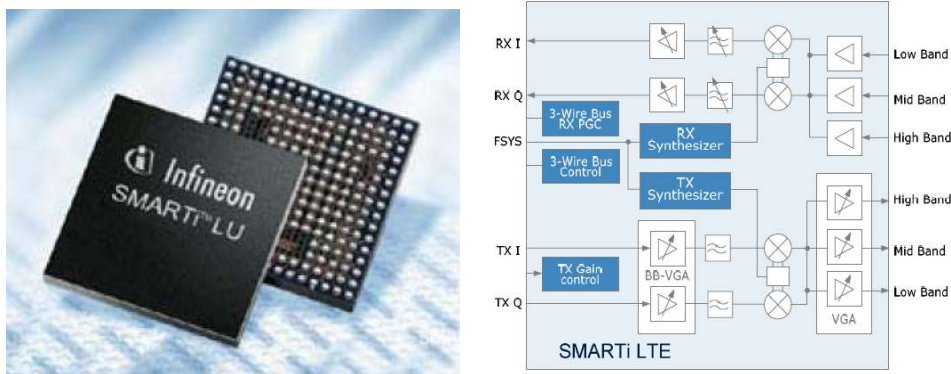 Infineon
SMARTi™ LU
RX I
RX Q
3-Wire Bus
RX PGC
FSYS
3-Wire Bus
Control
RX
Synthesizer
TX
Synthesizer
TX I
TX Gain
control
TX Q
BB-VGA
VGA
Low Band
Mid Band
High Band
High Band
Mid Band
Low Band
SMARTi LTE